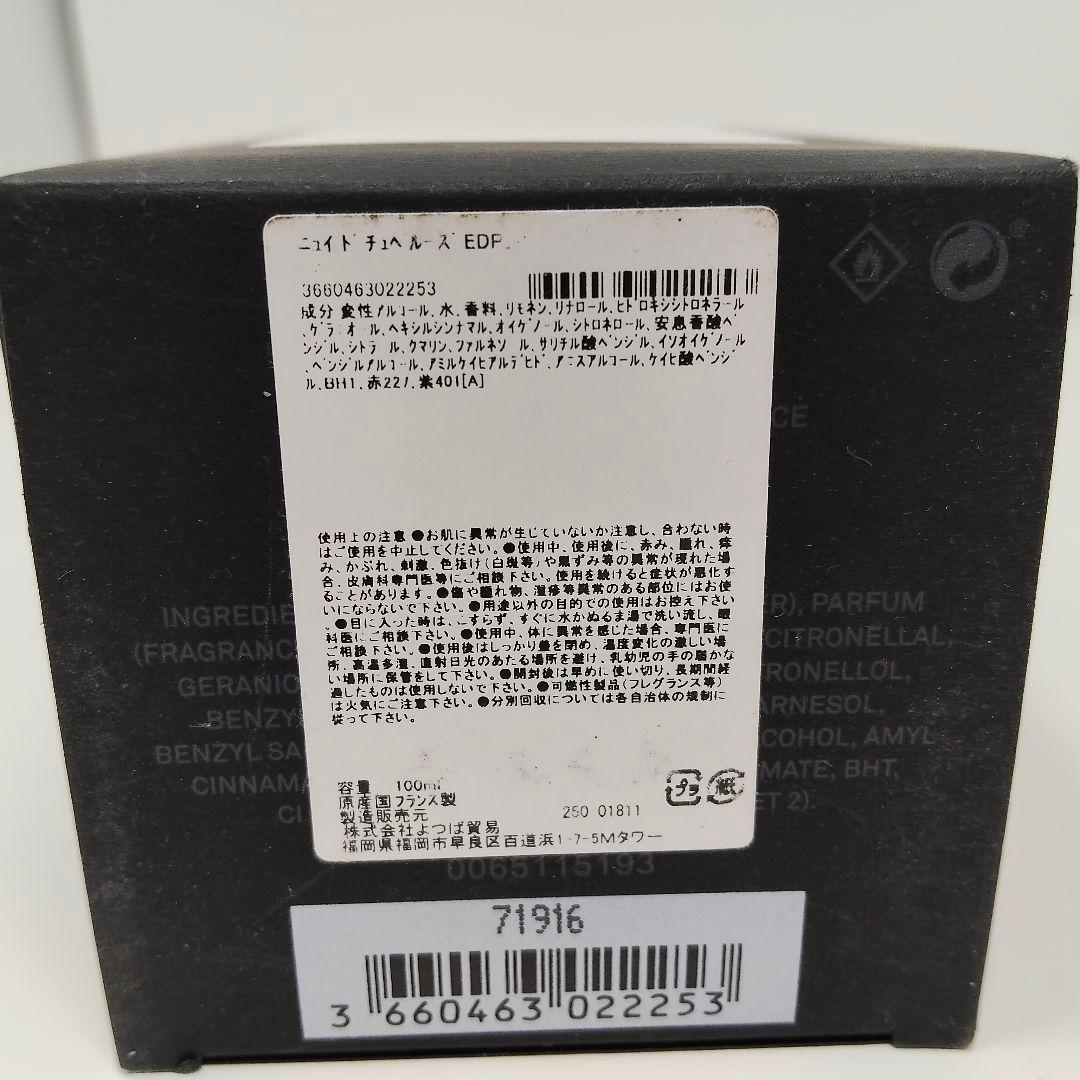 ニュイ ド チュベルーズ EDP
3660463022253
成分 変性アルコール、水、香料、リモネン、リナロール、ヒドロキシシトロネラール
、ゲラニオール、ヘキシルシンナマル、オイゲノール、シトロネロール、安息香酸ベ
ンジル、シトラール、クマリン、ファルネソール、サリチル酸ベンジル、イソオイゲノール
、ベンジルアルコール、アミルケイヒアルデヒド、アニスアルコール、ケイヒ酸ベンジ
ル、BHT、赤227、紫401[A]
CE
使用上の注意 ●お肌に異常が生じていないか注意し、合わない時
はご使用を中止してください。●使用中、使用後に、赤み、腫れ、痒
み、かぶれ、刺激、色抜け(白斑等)や黒ずみ等の異常が現れた場
合、皮膚科専門医等にご相談下さい。使用を続けると症状が悪化す
ることがあります。●傷や腫れ物、湿疹等異常のある部位にはお使
いにならないで下さい。●用途以外の目的での使用はお控え下さい
。●目に入った時は、こすらず、すぐに水かぬるま湯で洗い流し、眼
科医にご相談下さい。●使用中、体に異常を感じた場合、専門医に
ご相談下さい。●使用後はしっかり蓋を閉め、温度変化の激しい場
所、高温多湿、直射日光のあたる場所を避け、乳幼児の手の届かな
い場所に保管をして下さい。●開封後は早めに使い切り、長期間経
過したものは使用しないで下さい。●可燃性製品(フレグランス等)
は火気にご注意下さい。●分別回収については各自治体の規制に
従って下さい。
INGREDIE R), PARFUM
(FRAGRANC CITRONELLAL,
GERANIO RONELLOL,
BENZY ARNESOL,
BENZYL SA COHOL, AMYL
CINNAMA MATE, BHT,
CI ET 2).
容量 100ml
原産国 フランス製
製造販売元 250 01811
株式会社よつば貿易
福岡県福岡市早良区百道浜1-7-5Mタワー
プラ 紙
0065115193
71916
3 660463 022253